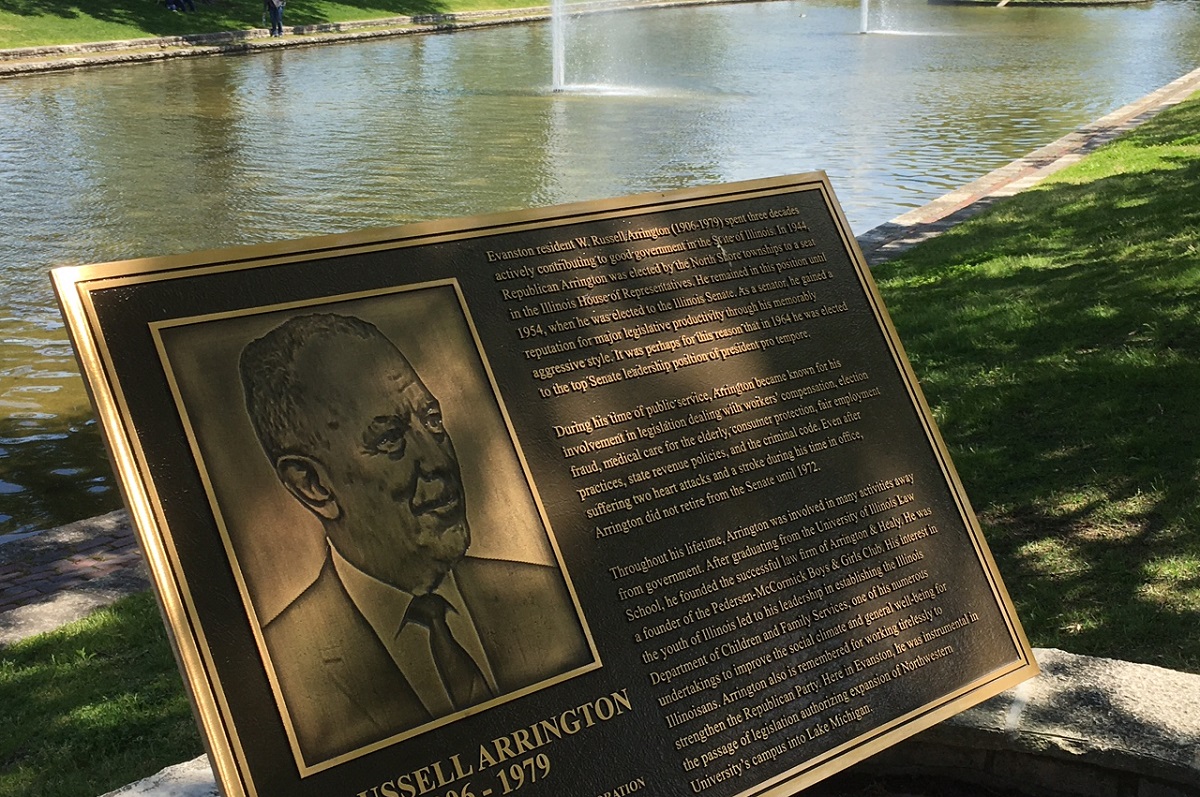 Evanston resident W. Russell Arrington (1906-1979) spent three decades
actively contributing to good government in the State of Illinois. In 1944,
Republican Arrington was elected by the North Shore townships to a seat
in the Illinois House of Representatives. He remained in this position until
1954, when he was elected to the Illinois Senate. As a senator, he gained a
reputation for major legislative productivity through his memorably
aggressive style. It was perhaps for this reason that in 1964 he was elected
to the top Senate leadership position of president pro tempore.
During his time of public service, Arrington became known for his
involvement in legislation dealing with workers' compensation, election
fraud, medical care for the elderly, consumer protection, fair employment
practices, state revenue policies, and the criminal code. Even after
suffering two heart attacks and a stroke during his time in office,
Arrington did not retire from the Senate until 1972.
Throughout his lifetime, Arrington was involved in many activities away
from government. After graduating from the University of Illinois Law
School, he founded the successful law firm of Arrington & Healy. He was
a founder of the Pedersen-McCormick Boys & Girls Club. His interest in
the youth of Illinois led to his leadership in establishing the Illinois
Department of Children and Family Services, one of his numerous
undertakings to improve the social climate and general well-being for
Illinoisans. Arrington also is remembered for working tirelessly to
strengthen the Republican Party. Here in Evanston, he was instrumental in
the passage of legislation authorizing expansion of Northwestern
University's campus into Lake Michigan.
USSELL ARRINGTON
06 - 1979